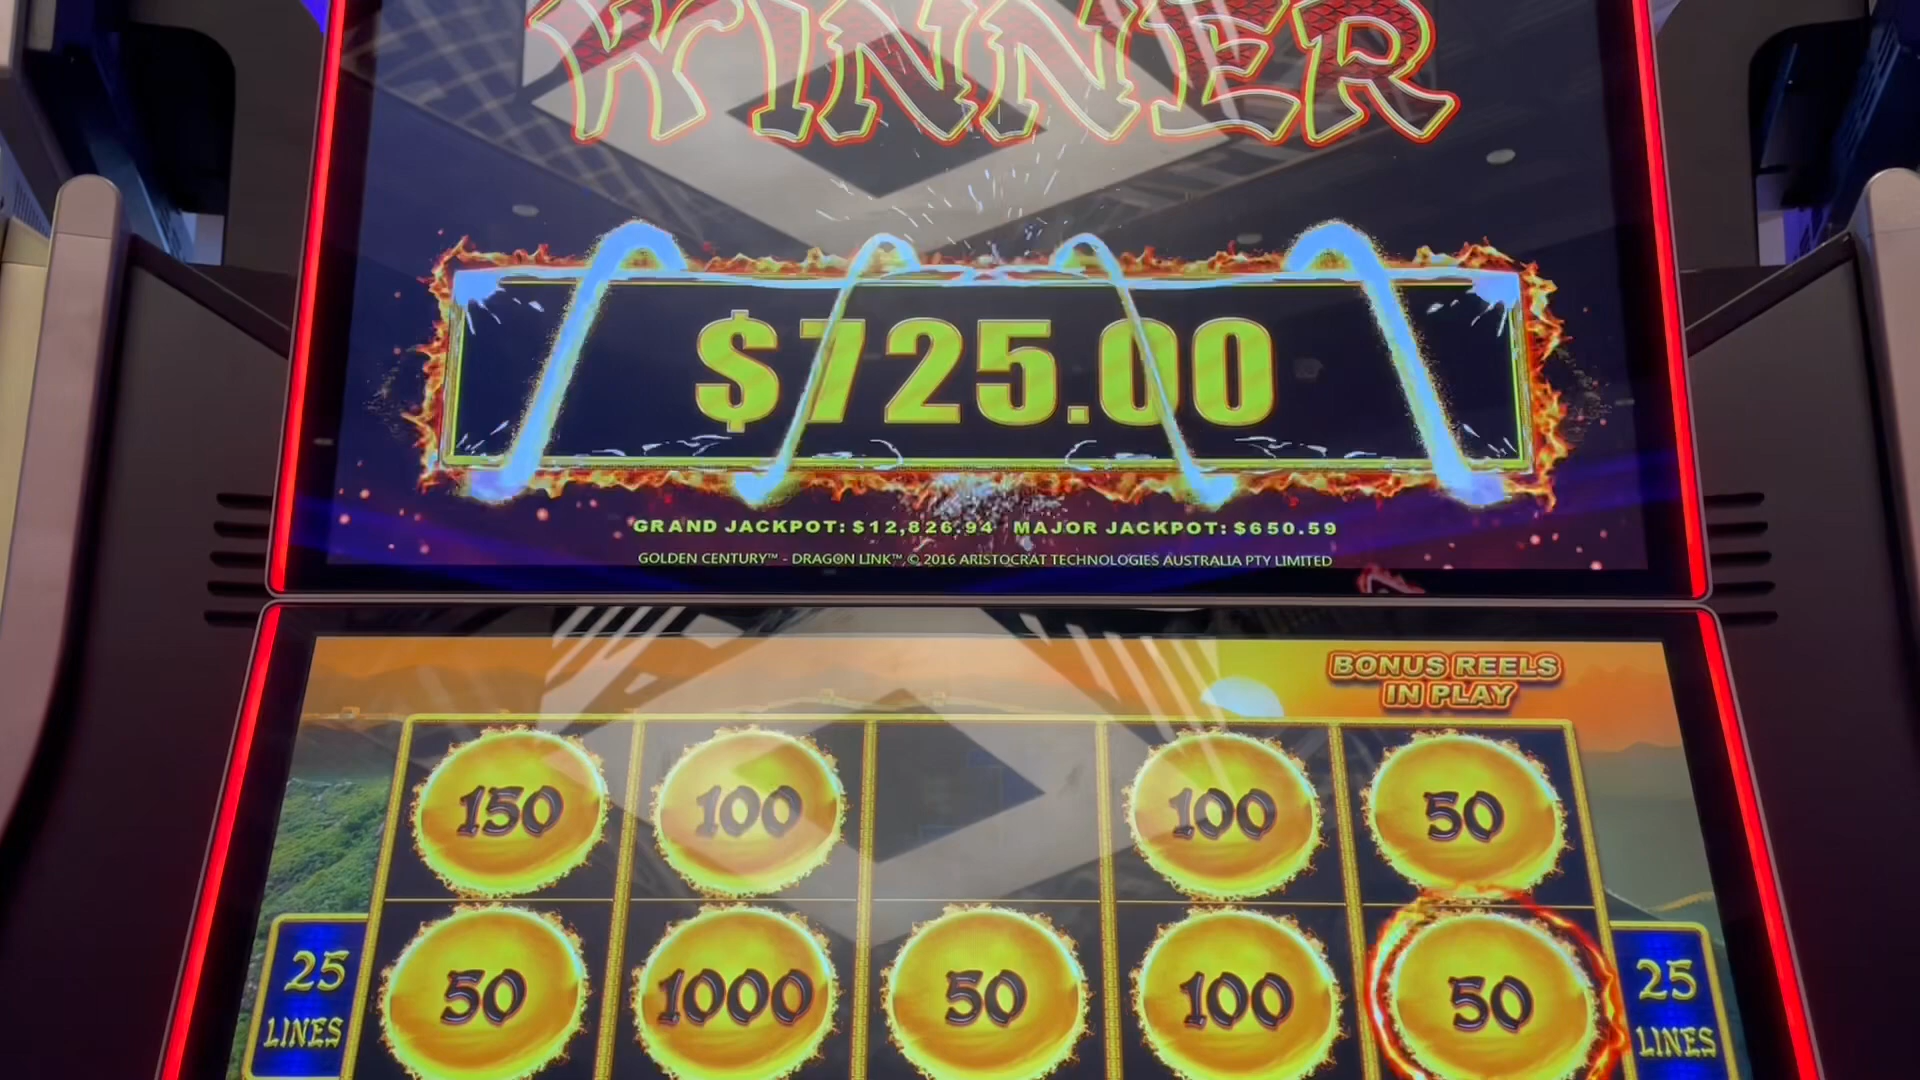 WINNER
$725.00
GRAND JACKPOT: $12,826.94 MAJOR JACKPOT: $650.59
GOLDEN CENTURY™ - DRAGON LINK™ © 2016 ARISTOCRAT TECHNOLOGIES AUSTRALIA PTY LIMITED
BONUS REELS
IN PLAY
150 100 100 50
50 1000 50 100 50
25
LINES
25
LINES